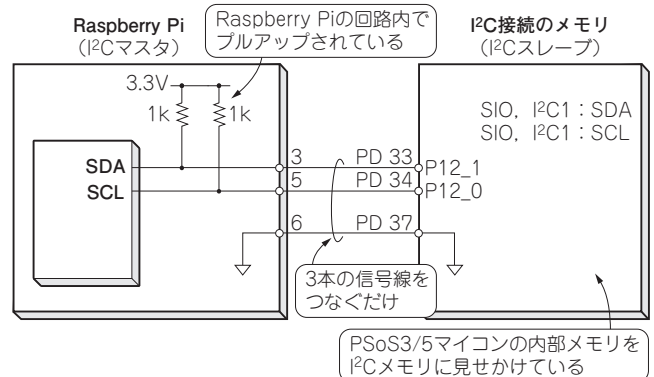 Raspberry Pi
（I²Cマスタ）
Raspberry Piの回路内で
プルアップされている
I²C接続のメモリ
（I²Cスレーブ）
3.3V
1k
1k
SDA
SCL
3
5
6
PD 33
PD 34
PD 37
P12_1
P12_0
SIO，I²C1：SDA
SIO，I²C1：SCL
3本の信号線を
つなぐだけ
PSoS3/5マイコンの内部メモリを
I²Cメモリに見せかけている